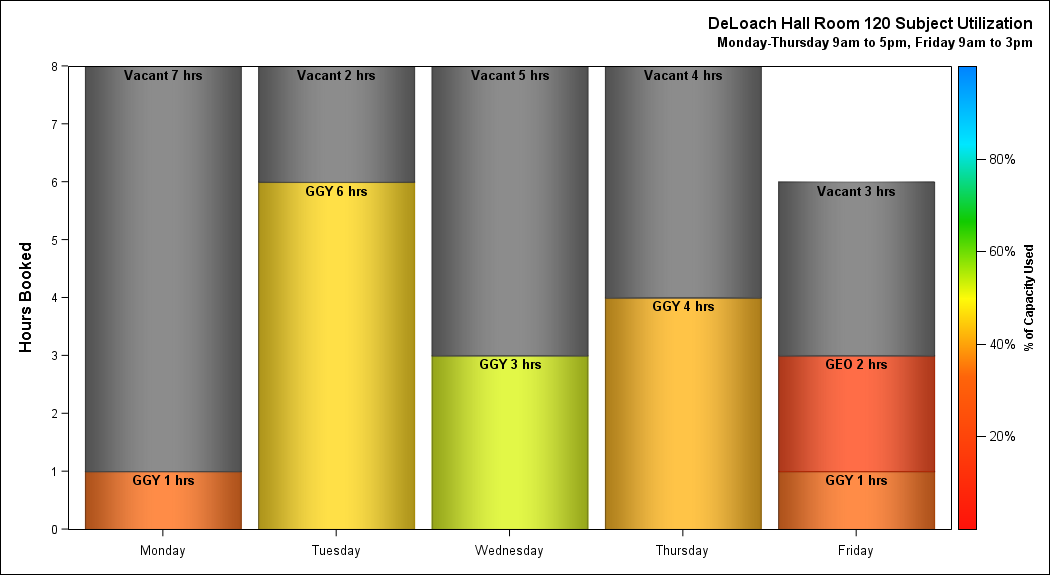 DeLoach Hall Room 120 Subject Utilization
Monday-Thursday 9am to 5pm, Friday 9am to 3pm
Hours Booked
8
7
6
5
4
3
2
1
0
Vacant 7 hrs
GGY 1 hrs
Vacant 2 hrs
GGY 6 hrs
Vacant 5 hrs
GGY 3 hrs
Vacant 4 hrs
GGY 4 hrs
Vacant 3 hrs
GEO 2 hrs
GGY 1 hrs
Monday
Tuesday
Wednesday
Thursday
Friday
80%
60%
40%
20%
% of Capacity Used